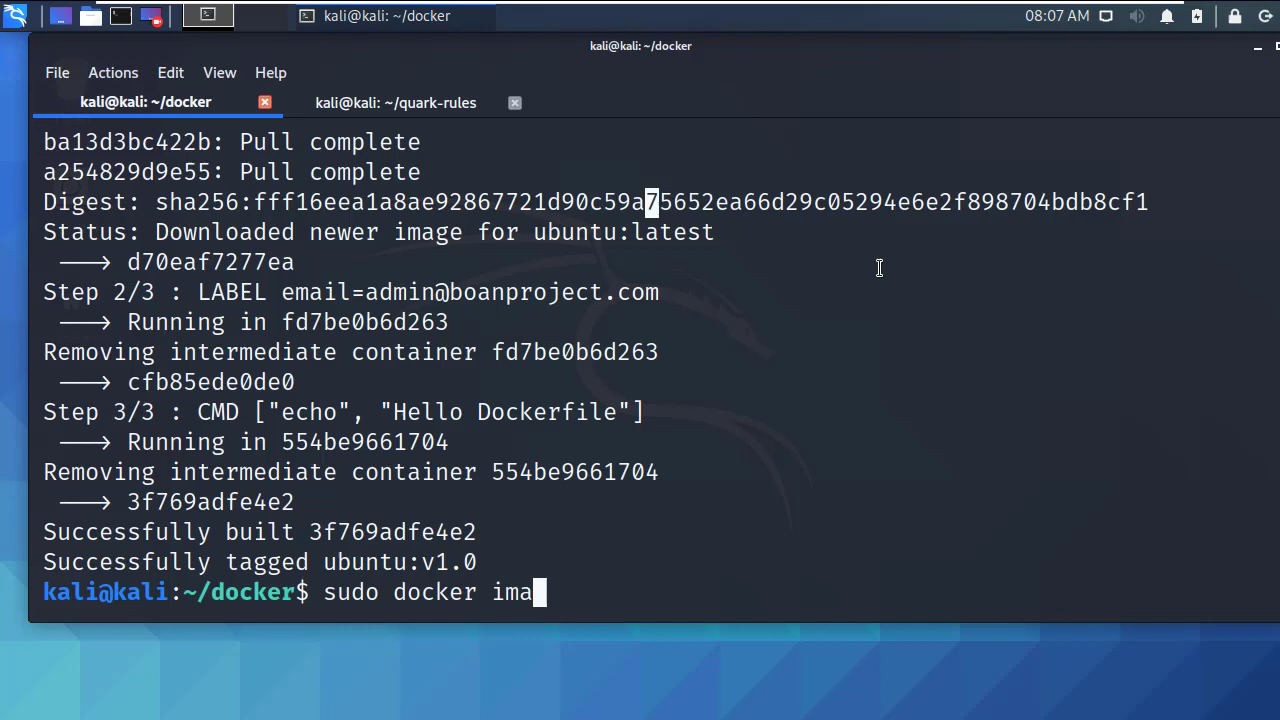 kali@kali: ~/docker
08:07 AM
kali@kali: ~/docker
File Actions Edit View Help
kali@kali: ~/docker
kali@kali: ~/quark-rules
ba13d3bc422b: Pull complete
a254829d9e55: Pull complete
Digest: sha256:fff16eea1a8ae92867721d90c59a75652ea66d29c05294e6e2f898704bdb8cf1
Status: Downloaded newer image for ubuntu:latest
---> d70eaf7277ea
Step 2/3 : LABEL email=admin@boanproject.com
---> Running in fd7be0b6d263
Removing intermediate container fd7be0b6d263
---> cfb85ede0de0
Step 3/3 : CMD ["echo", "Hello Dockerfile"]
---> Running in 554be9661704
Removing intermediate container 554be9661704
---> 3f769adfe4e2
Successfully built 3f769adfe4e2
Successfully tagged ubuntu:v1.0
kali@kali:~/docker$ sudo docker ima